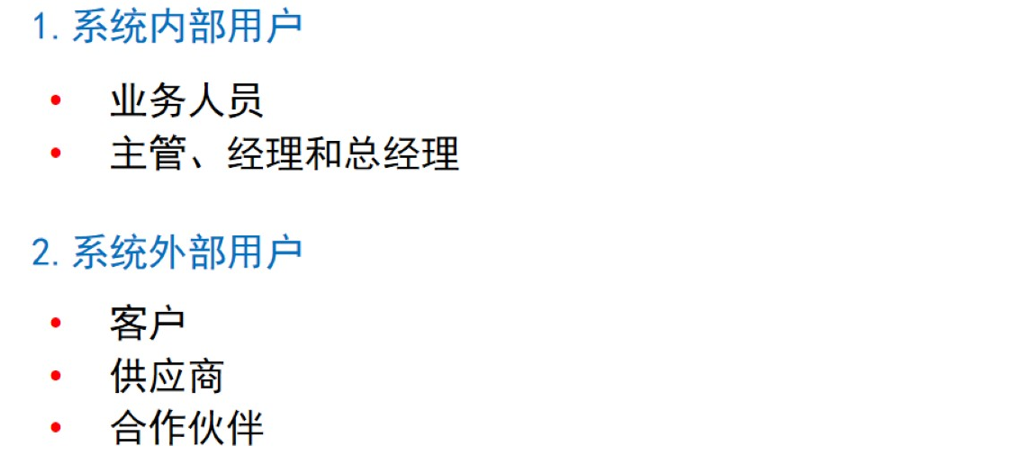 1.系统内部用户
• 业务人员
• 主管、经理和总经理
2.系统外部用户
• 客户
• 供应商
• 合作伙伴